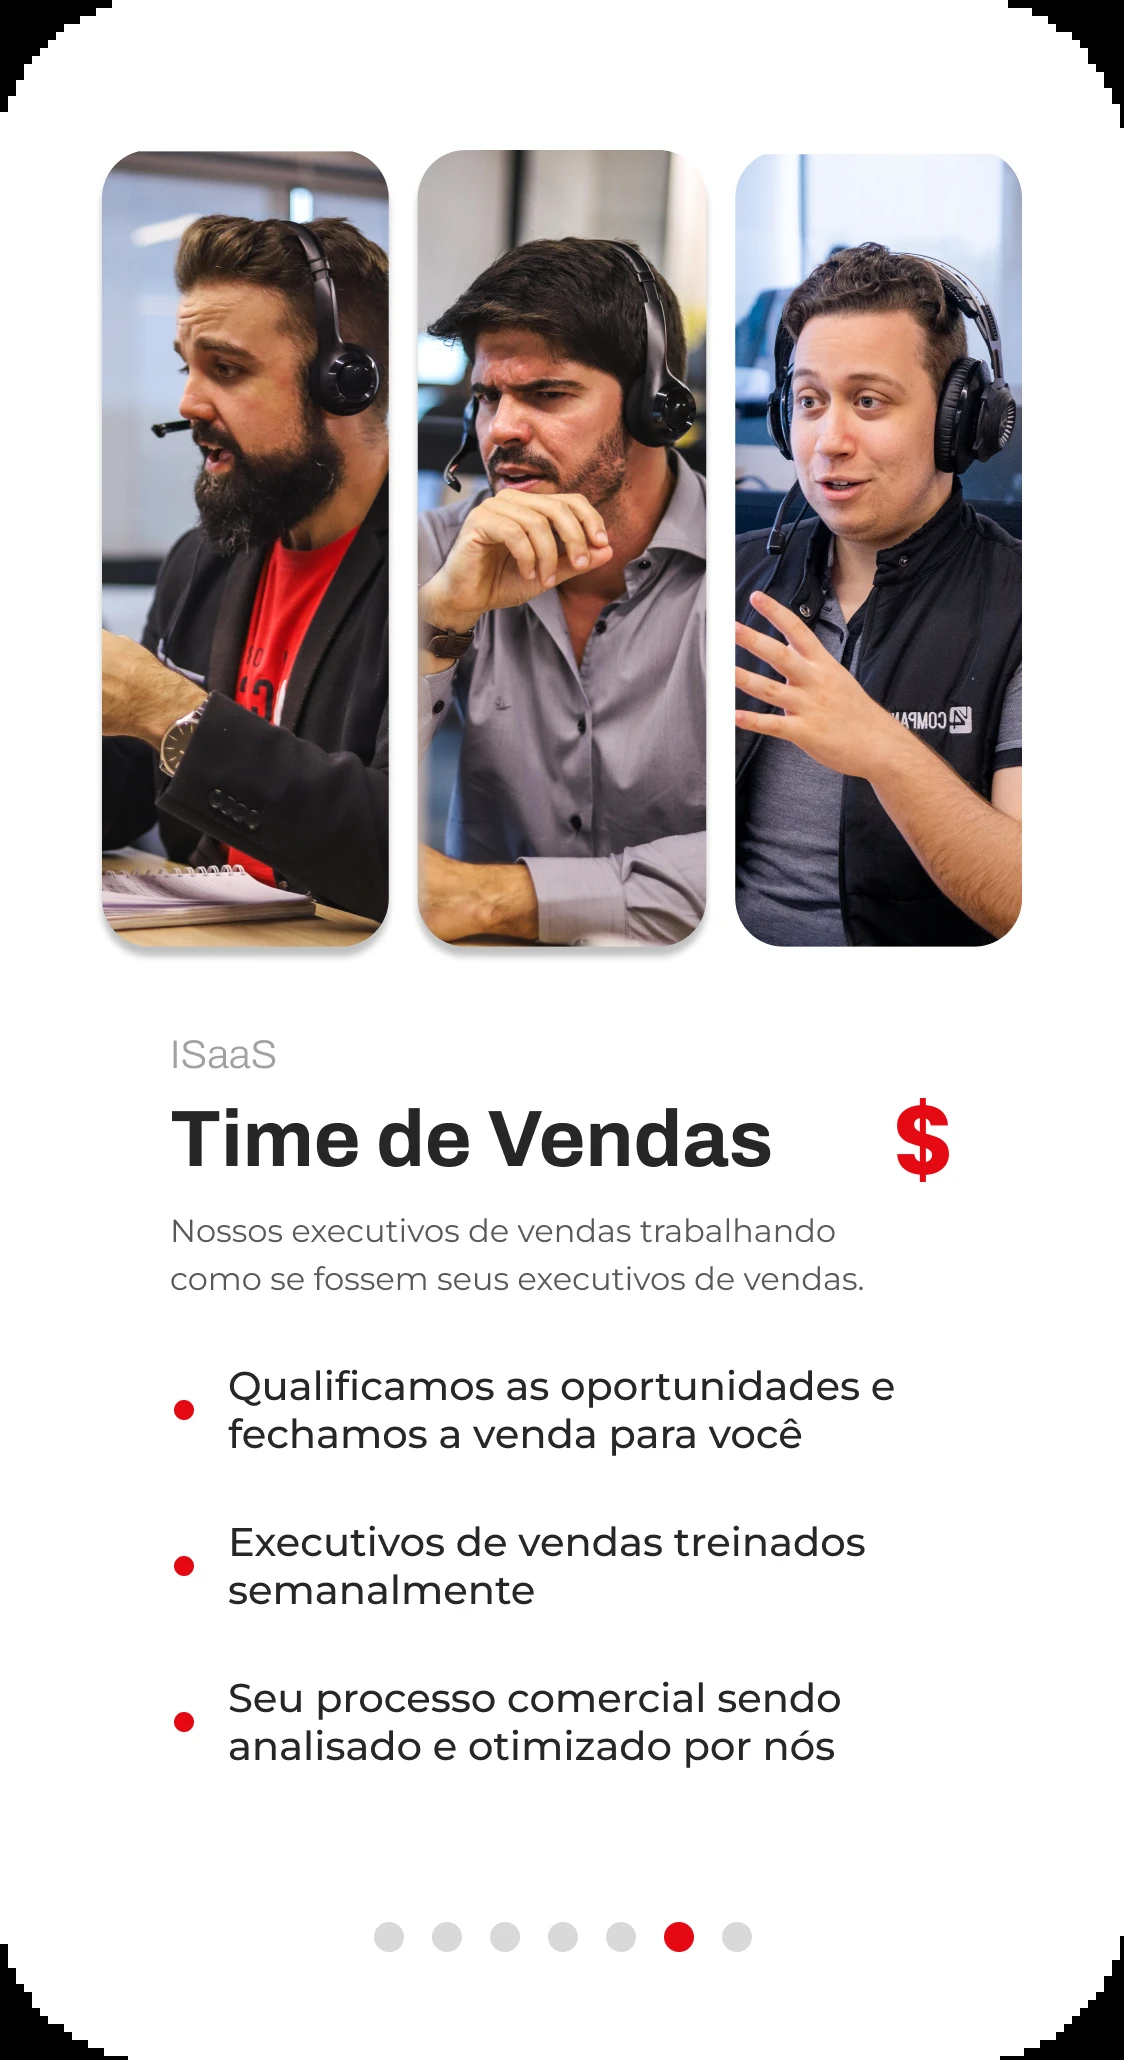 ISaaS
Time de Vendas
$
Nossos executivos de vendas trabalhando
como se fossem seus executivos de vendas.
Qualificamos as oportunidades e
fechamos a venda para você
Executivos de vendas treinados
semanalmente
Seu processo comercial sendo
analisado e otimizado por nós